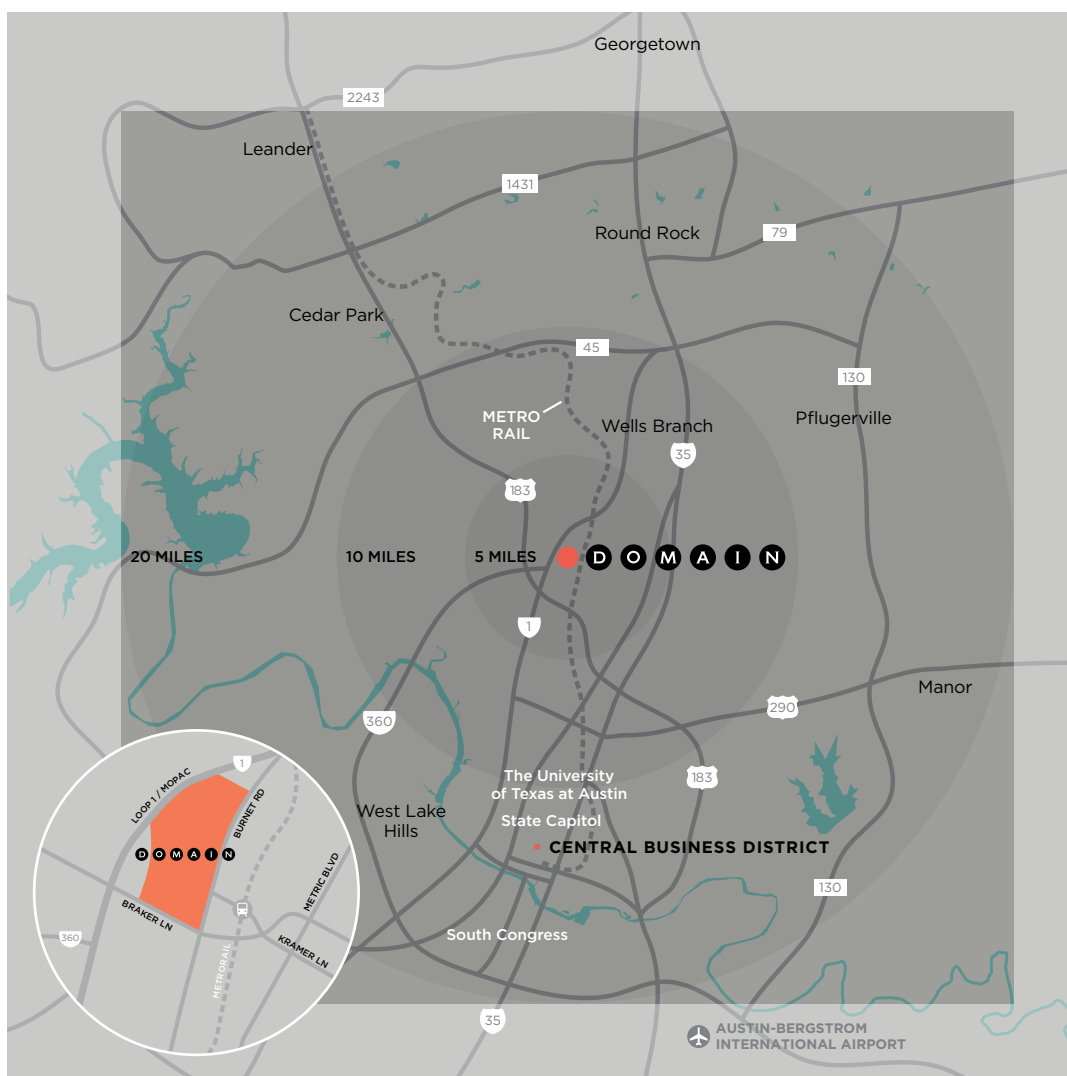 Georgetown
2243
Leander
1431
Round Rock
79
Cedar Park
45
130
METRO
RAIL
Wells Branch
Pflugerville
35
183
20 MILES
10 MILES
5 MILES
DOMAIN
1
Manor
360
290
The University
of Texas at Austin
183
West Lake
Hills
State Capitol
CENTRAL BUSINESS DISTRICT
130
South Congress
35
AUSTIN-BERGSTROM
INTERNATIONAL AIRPORT
1
LOOP 1 / MOPAC
BURNET RD
DOMAIN
METRIC BLVD
BRAKER LN
360
KRAMER LN
METRORAIL